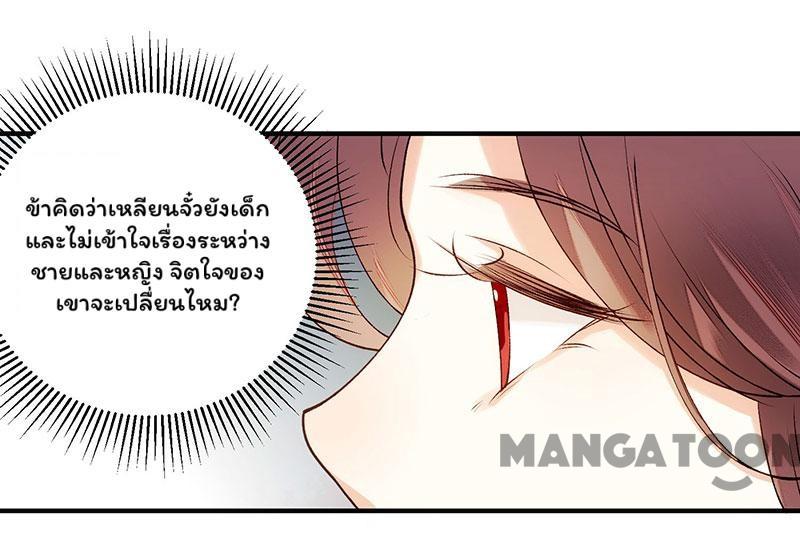 ข้าคิดว่าเหลียนจั๋วยังเด็ก
และไม่เข้าใจเรื่องระหว่าง
ชายและหญิง จิตใจของ
เขาจะเปลี่ยนไหม?
MANGATOON